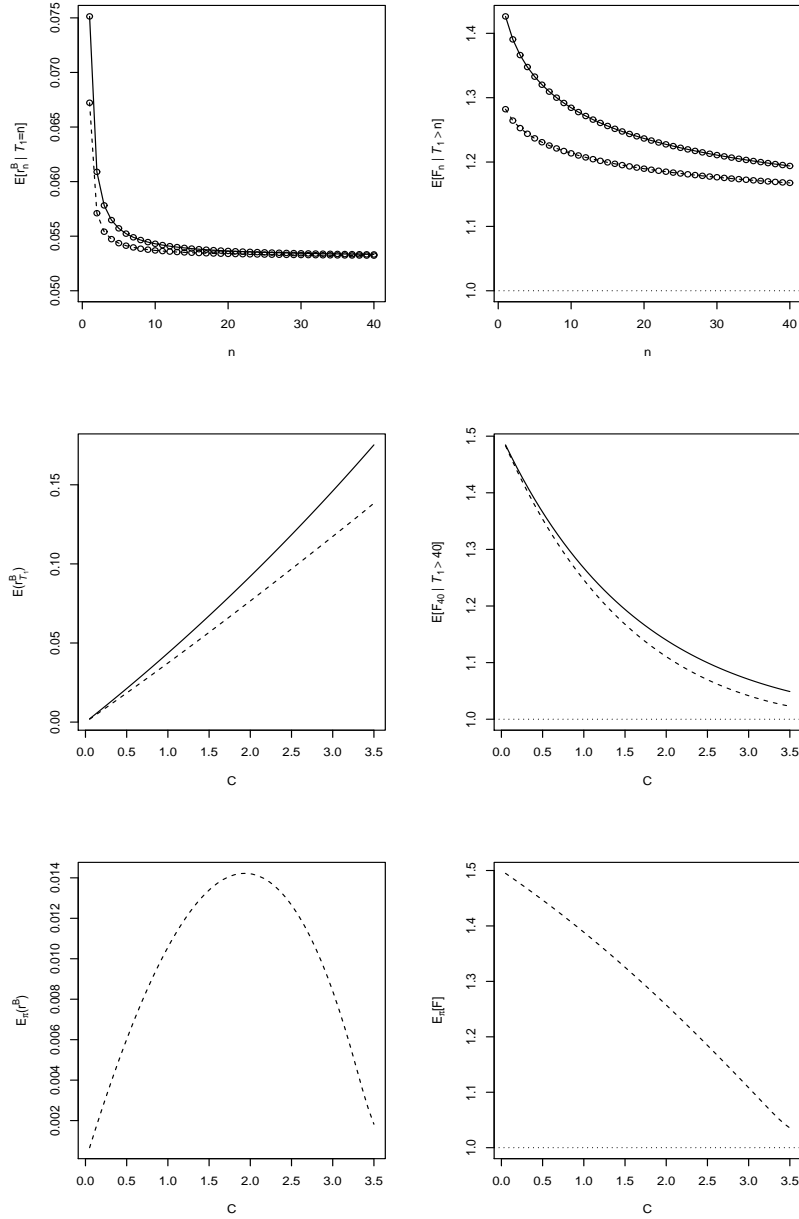 E[r_n^B | T_1=n]
0.050 0.055 0.060 0.065 0.070 0.075
0 10 20 30 40
n
E[F_n | T_1>n]
1.0 1.1 1.2 1.3 1.4
0 10 20 30 40
n
E(r_{T_1}^B)
0.00 0.05 0.10 0.15
0.0 0.5 1.0 1.5 2.0 2.5 3.0 3.5
C
E[F_40 | T_1>40]
1.0 1.1 1.2 1.3 1.4 1.5
0.0 0.5 1.0 1.5 2.0 2.5 3.0 3.5
C
E_π(r^B)
0.002 0.004 0.006 0.008 0.010 0.012 0.014
0.0 0.5 1.0 1.5 2.0 2.5 3.0 3.5
C
E_π[F]
1.0 1.1 1.2 1.3 1.4 1.5
0.0 0.5 1.0 1.5 2.0 2.5 3.0 3.5
C